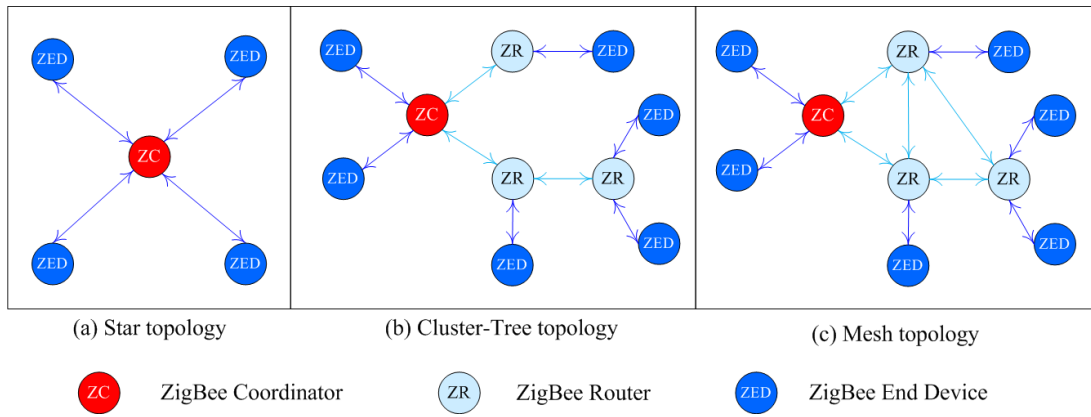 ZED
ZED
ZC
ZED
ZED
(a) Star topology
ZED
ZR
ZED
ZC
ZED
ZED
ZR
ZR
ZED
ZED
(b) Cluster-Tree topology
ZED
ZR
ZED
ZC
ZED
ZED
ZR
ZR
ZED
ZED
(c) Mesh topology
ZC ZigBee Coordinator
ZR ZigBee Router
ZED ZigBee End Device